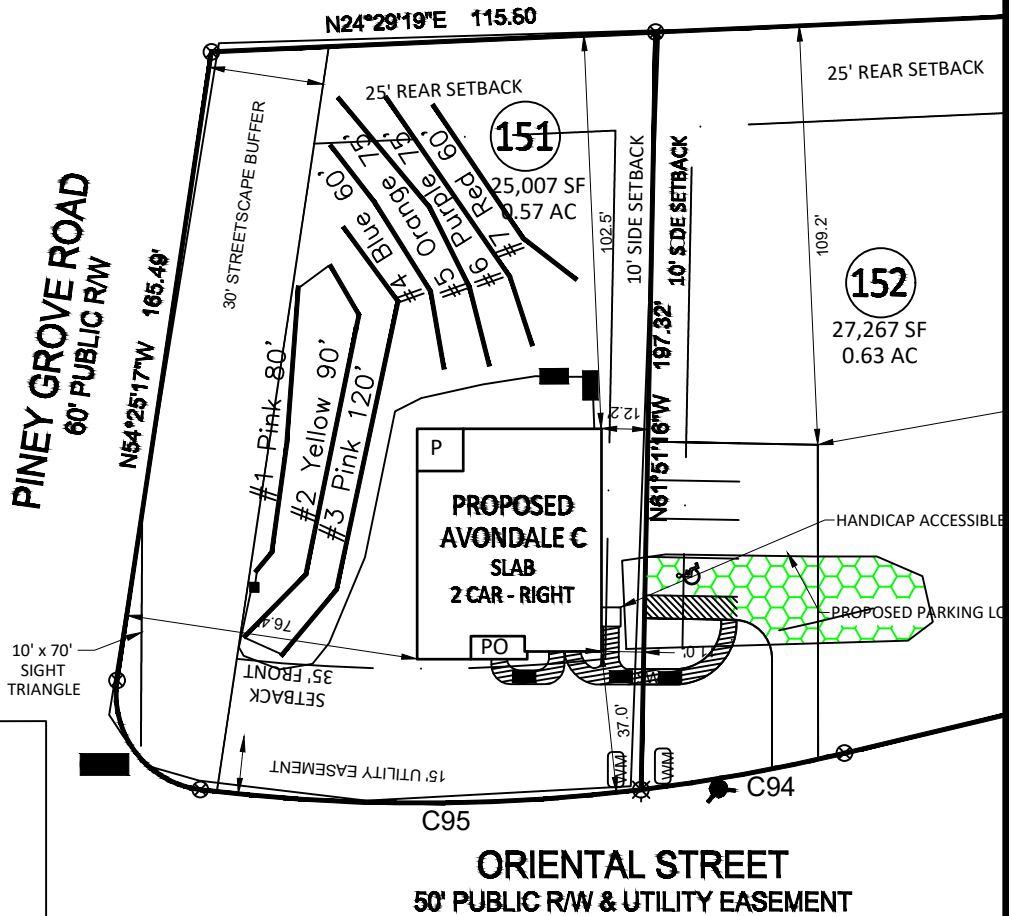 N24°29'19"E 115.60
25' REAR SETBACK
25' REAR SETBACK
151
25,007 SF
0.57 AC
30' STREETSCAPE BUFFER
PINEY GROVE ROAD
60' PUBLIC R/W
N54°25'17"W 165.49'
#1 Pink 80'
#2 Yellow 90'
#3 Pink 120'
#4 Blue 60'
#5 Orange 75'
#6 Purple 75'
#7 Red 60'
102.5'
10' SIDE SETBACK
10' S DE SETBACK
N61°51'16"W 197.32'
109.2'
152
27,267 SF
0.63 AC
12.2'
P
PROPOSED
AVONDALE C
SLAB
2 CAR - RIGHT
PO
HANDICAP ACCESSIBLE
PROPOSED PARKING LO
76.4'
11.0'
10' x 70'
SIGHT
TRIANGLE
35' FRONT
SETBACK
37.0'
W
WM
WM
15' UTILITY EASEMENT
C95
C94
ORIENTAL STREET
50' PUBLIC R/W & UTILITY EASEMENT